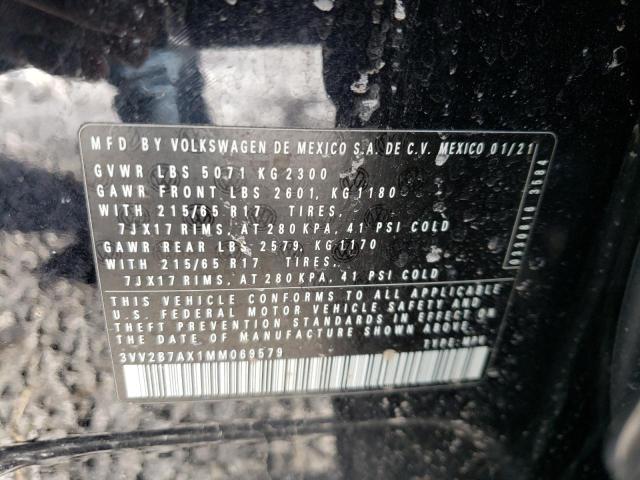 MFD BY VOLKSWAGEN DE MEXICO S.A. DE C.V. MEXICO 01/21
GVWR LBS 5071 KG 2300
GAWR FRONT LBS 2601, KG 1180
WITH 215/65 R17 TIRES,
7JX17 RIMS, AT 280 KPA, 41 PSI COLD
GAWR REAR LBS 2579, KG 1170
WITH 215/65 R17 TIRES,
7JX17 RIMS, AT 280 KPA, 41 PSI COLD
THIS VEHICLE CONFORMS TO ALL APPLICABLE
U.S. FEDERAL MOTOR VEHICLE SAFETY AND
THEFT PREVENTION STANDARDS IN EFFECT ON
THE DATE OF MANUFACTURE SHOWN ABOVE.
3VV2B7AX1MM069579 TYPE: MPV